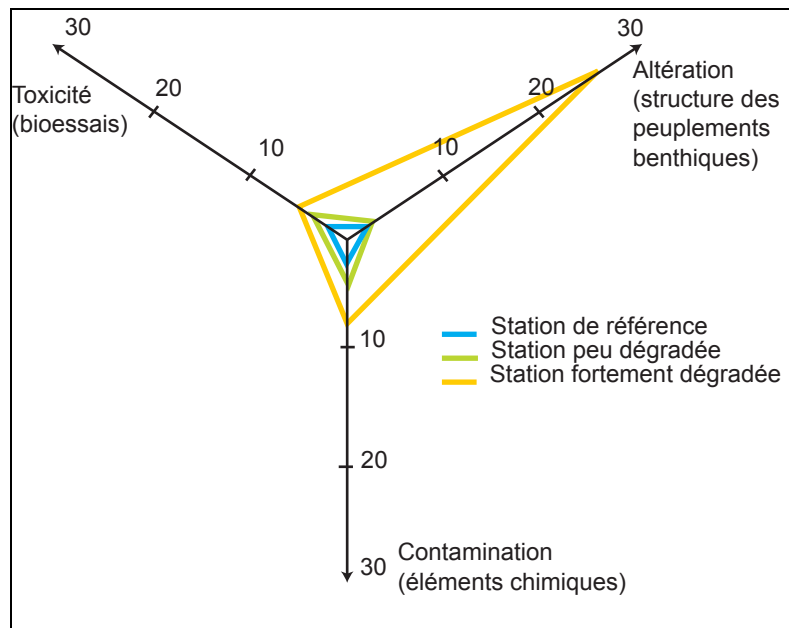 30
Toxicité
(bioessais)
20
10
30
Altération
(structure des
peuplements
benthiques)
20
10
Station de référence
Station peu dégradée
Station fortement dégradée
10
20
30
Contamination
(éléments chimiques)